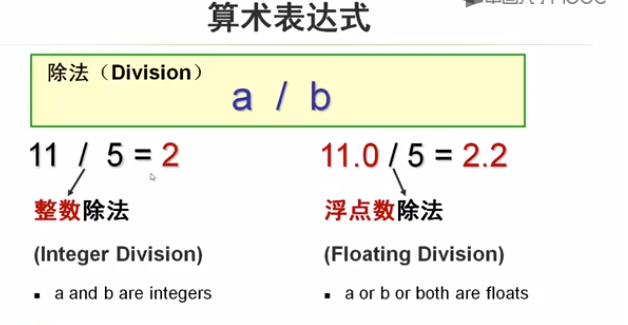 算术表达式
除法（Division）
a / b
11 / 5 = 2
11.0 / 5 = 2.2
整数除法
浮点数除法
(Integer Division)
(Floating Division)
▪ a and b are integers
▪ a or b or both are floats